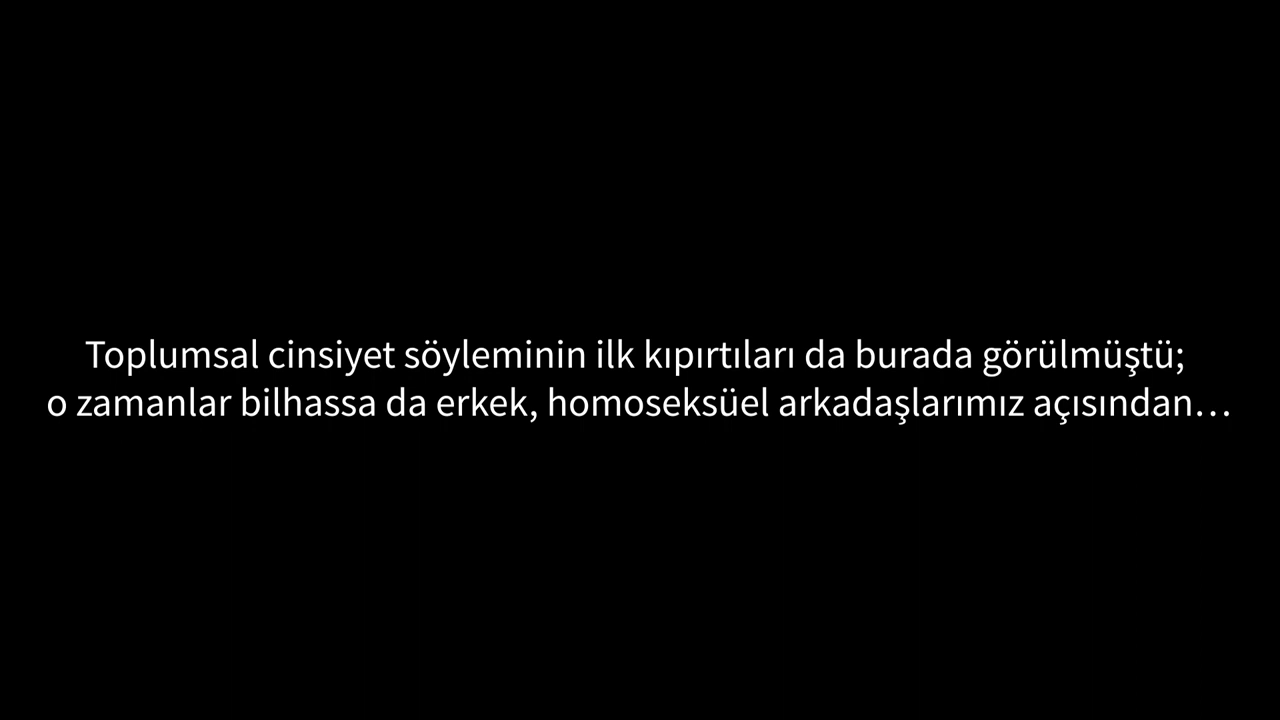 Toplumsal cinsiyet söyleminin ilk kıpırtıları da burada görülmüştü;
o zamanlar bilhassa da erkek, homoseksüel arkadaşlarımız açısından…